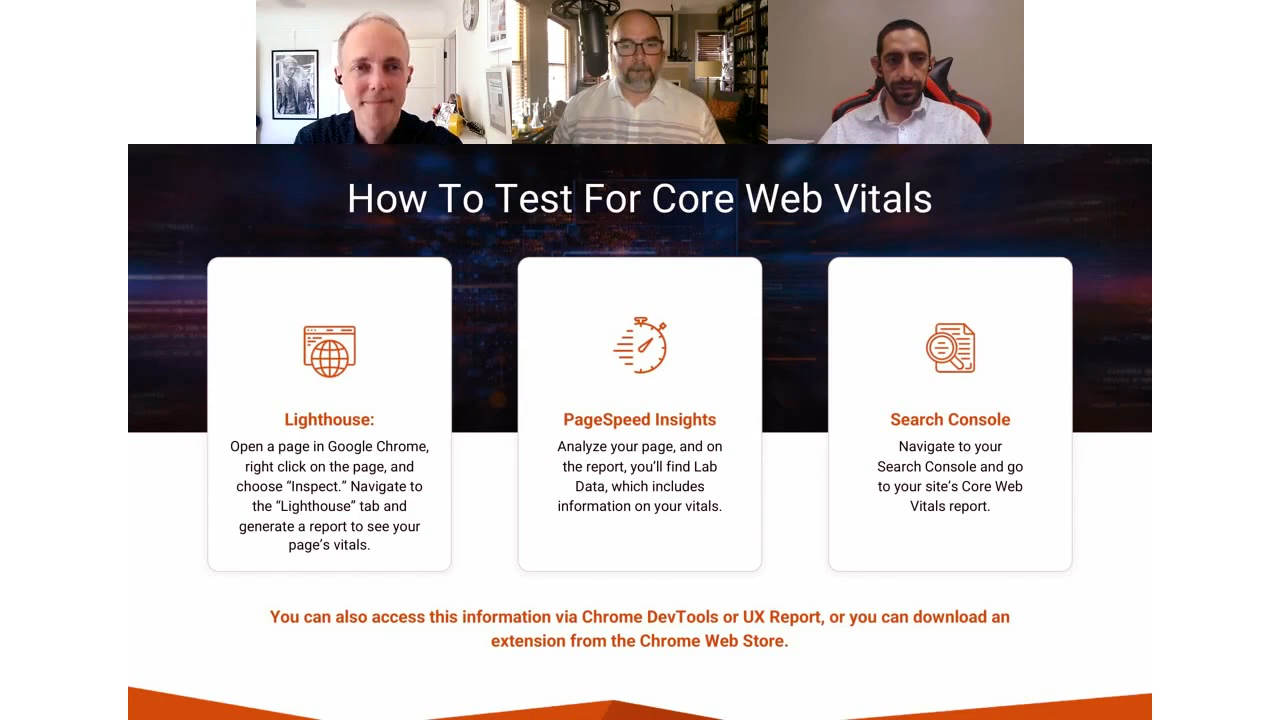 How To Test For Core Web Vitals
Lighthouse:
Open a page in Google Chrome,
right click on the page, and
choose “Inspect.” Navigate to
the “Lighthouse” tab and
generate a report to see your
page’s vitals.
PageSpeed Insights
Analyze your page, and on
the report, you’ll find Lab
Data, which includes
information on your vitals.
Search Console
Navigate to your
Search Console and go
to your site’s Core Web
Vitals report.
You can also access this information via Chrome DevTools or UX Report, or you can download an
extension from the Chrome Web Store.